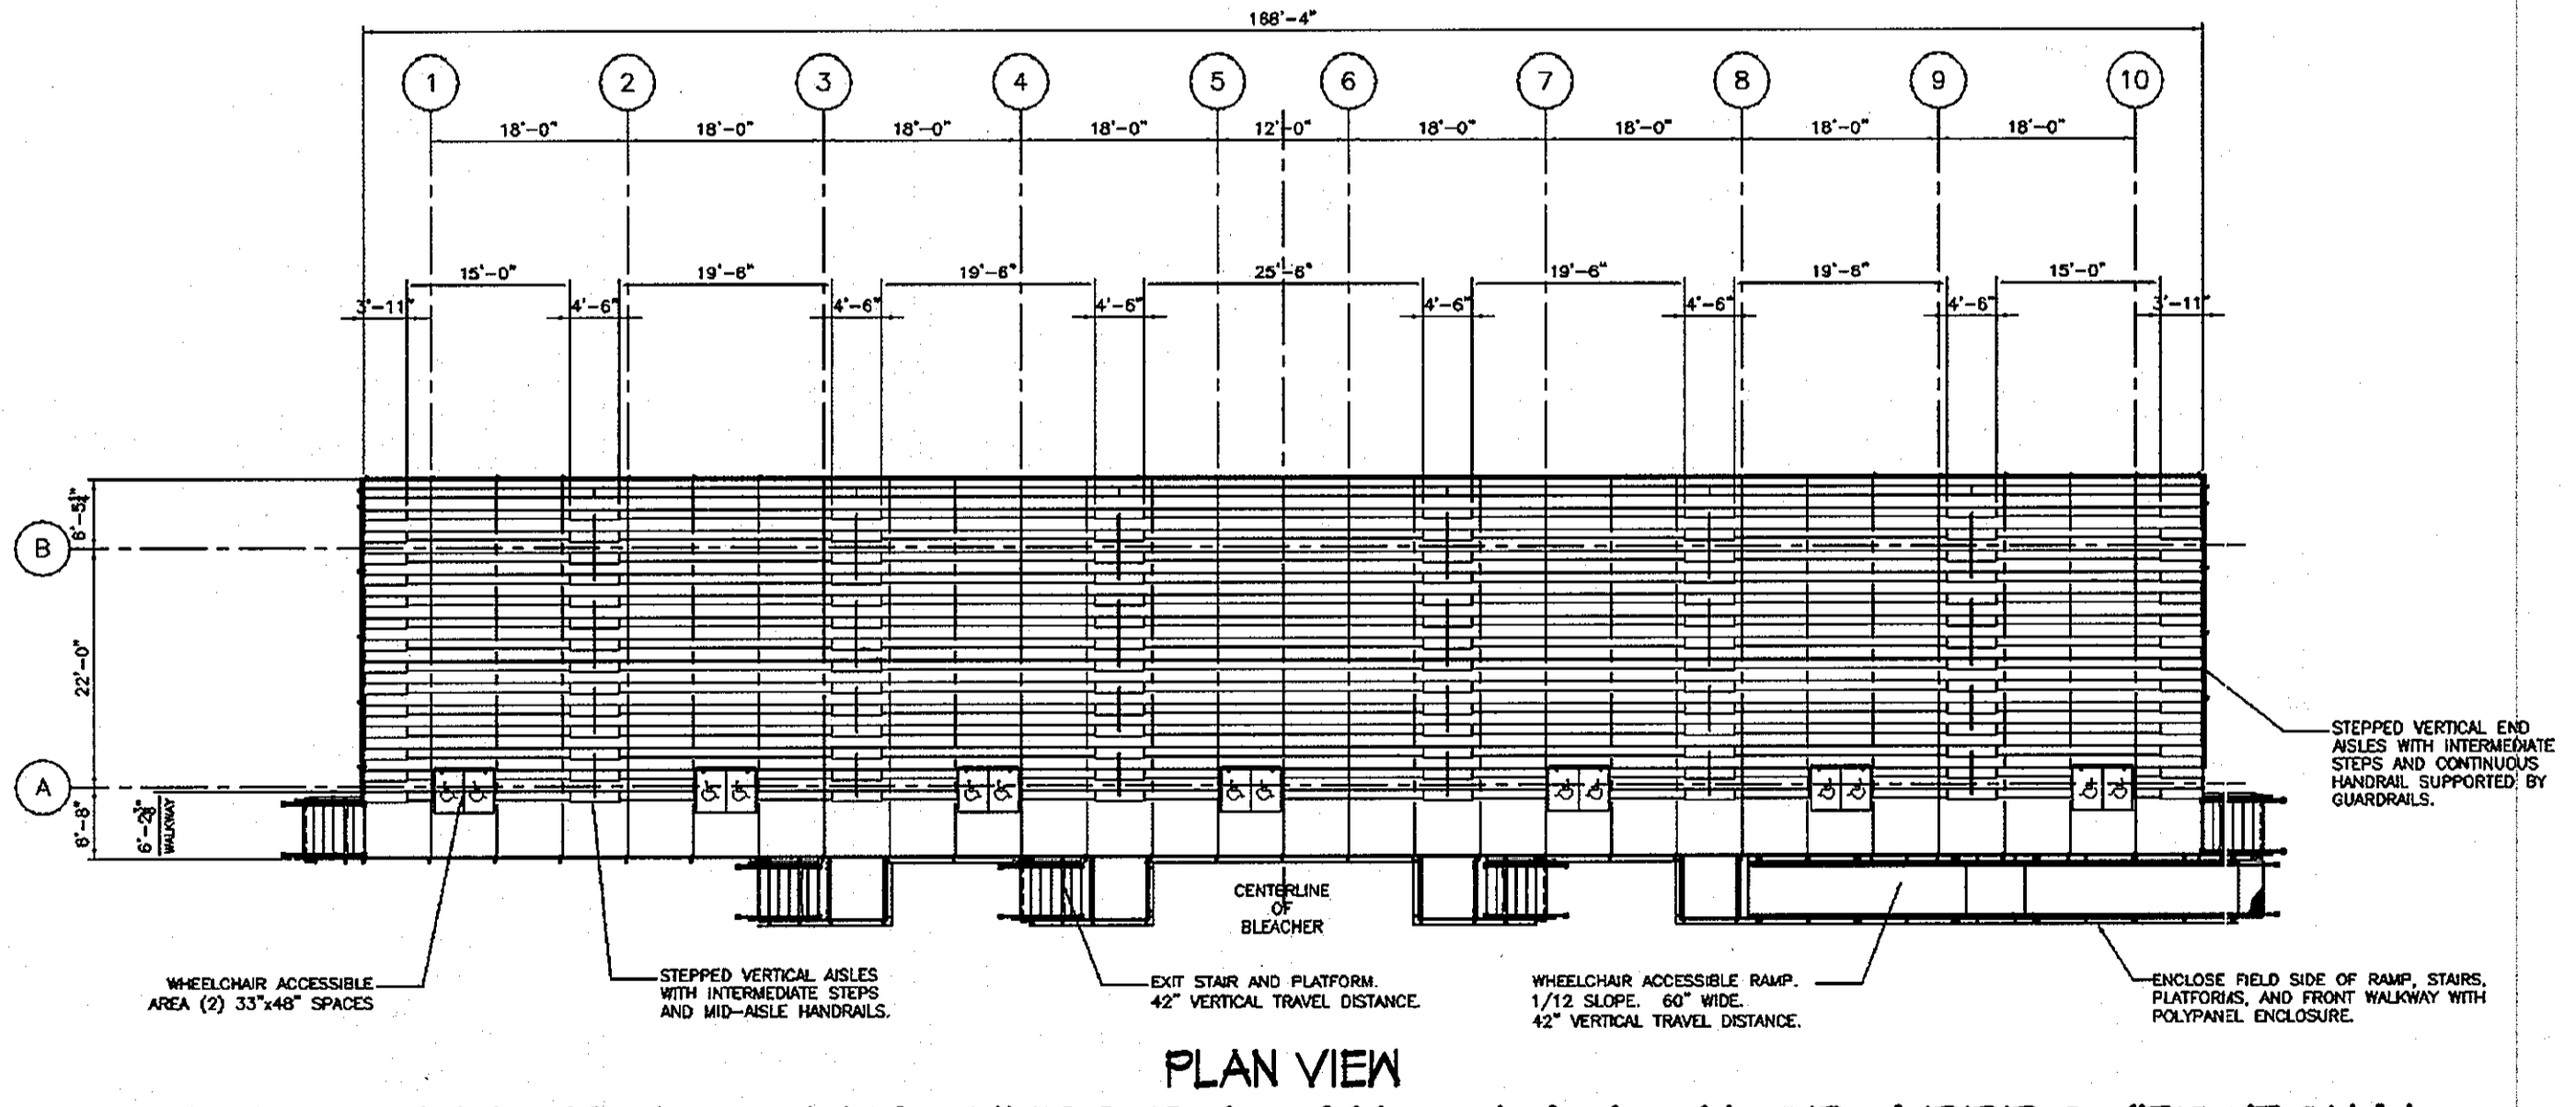 168'-4"
1 2 3 4 5 6 7 8 9 10
18'-0" 18'-0" 18'-0" 18'-0" 12'-0" 18'-0" 18'-0" 18'-0" 18'-0"
15'-0" 19'-6" 19'-6" 25'-6" 19'-6" 19'-6" 15'-0"
3'-11" 4'-6" 4'-6" 4'-6" 4'-6" 4'-6" 4'-6" 3'-11"
6'-5¼"
B
22'-0"
A
6'-8"
WALKWAY
STEPPED VERTICAL END
AISLES WITH INTERMEDIATE
STEPS AND CONTINUOUS
HANDRAIL SUPPORTED BY
GUARDRAILS.
CENTERLINE
OF
BLEACHER
WHEELCHAIR ACCESSIBLE
AREA (2) 33"x48" SPACES
STEPPED VERTICAL AISLES
WITH INTERMEDIATE STEPS
AND MID-AISLE HANDRAILS.
EXIT STAIR AND PLATFORM.
42" VERTICAL TRAVEL DISTANCE.
WHEELCHAIR ACCESSIBLE RAMP.
1/12 SLOPE. 60" WIDE.
42" VERTICAL TRAVEL DISTANCE.
ENCLOSE FIELD SIDE OF RAMP, STAIRS,
PLATFORMS, AND FRONT WALKWAY WITH
POLYPANEL ENCLOSURE.
PLAN VIEW